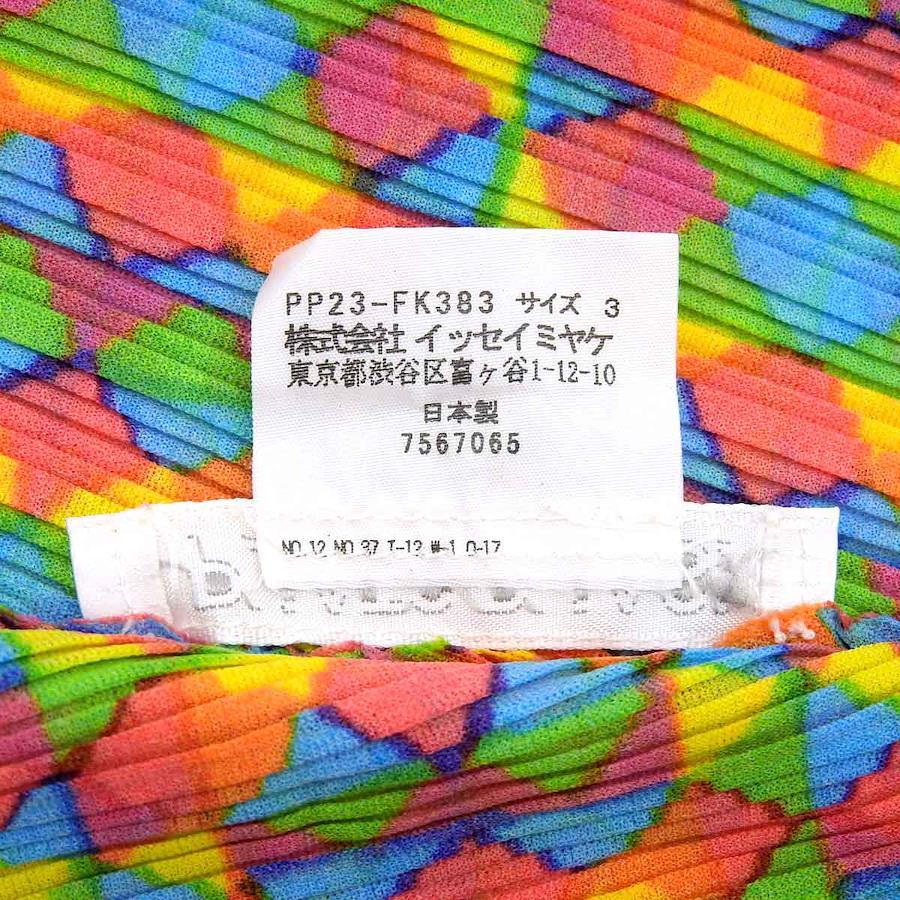 PP23-FK383 サイズ 3
株式会社 イッセイミヤケ
東京都渋谷区富ヶ谷1-12-10
日本製
7567065
NO.12 NO.37 T-12 #-1 0-17